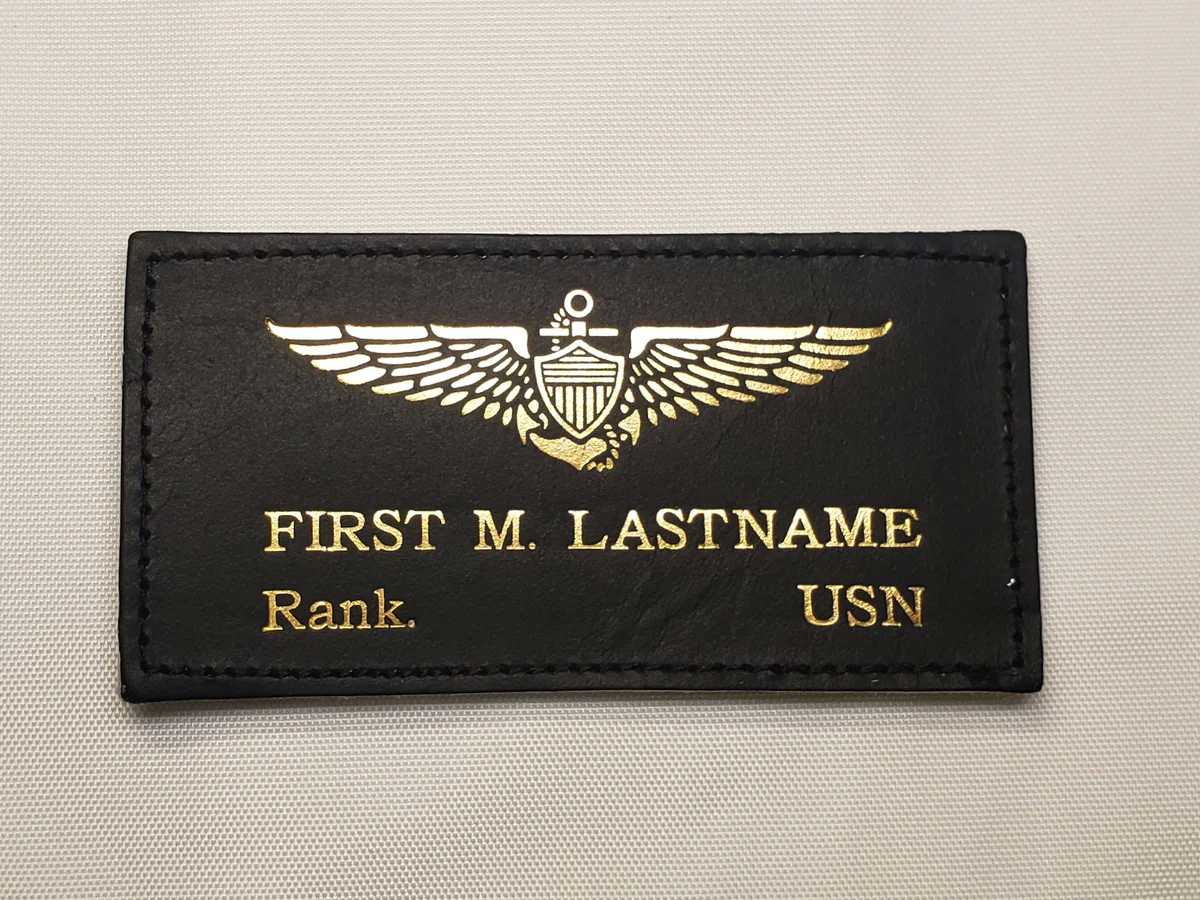 FIRST M. LASTNAME
Rank. USN